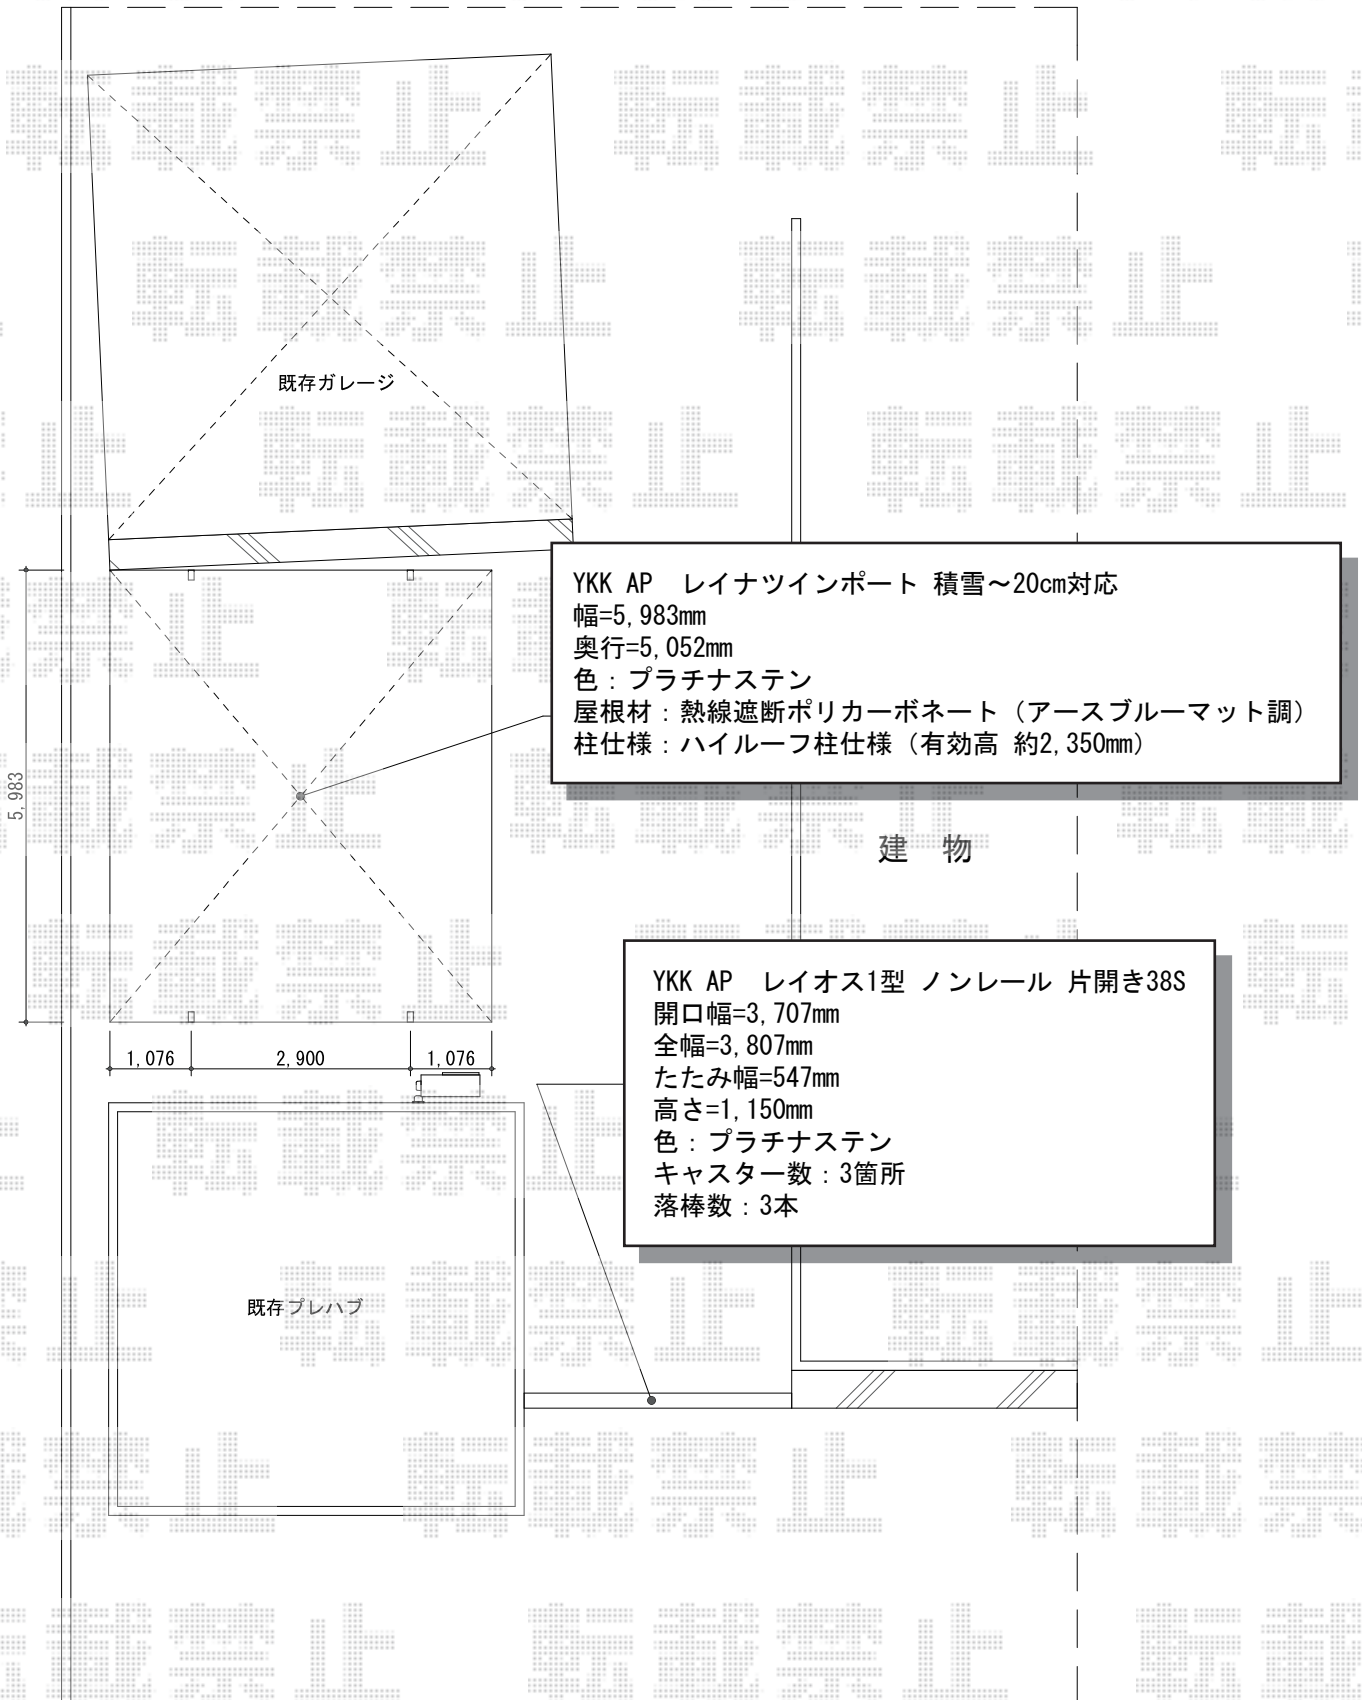 既存ガレージ
YKK AP　レイナツインポート 積雪～20cm対応
幅=5,983mm
奥行=5,052mm
色：プラチナステン
屋根材：熱線遮断ポリカーボネート（アースブルーマット調）
柱仕様：ハイルーフ柱仕様（有効高 約2,350mm）
5,983
建　物
1,076
2,900
1,076
YKK AP　レイオス1型 ノンレール 片開き38S
開口幅=3,707mm
全幅=3,807mm
たたみ幅=547mm
高さ=1,150mm
色：プラチナステン
キャスター数：3箇所
落棒数：3本
既存プレハブ
転載禁止